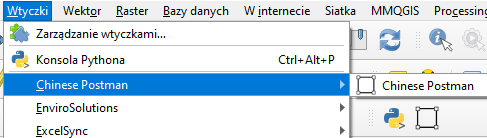 Wtyczki Wektor Raster Bazy danych W internecie Siatka MMQGIS Processing
Zarządzanie wtyczkami...
Konsola Pythona Ctrl+Alt+P
Chinese Postman Chinese Postman
EnviroSolutions
ExcelSync